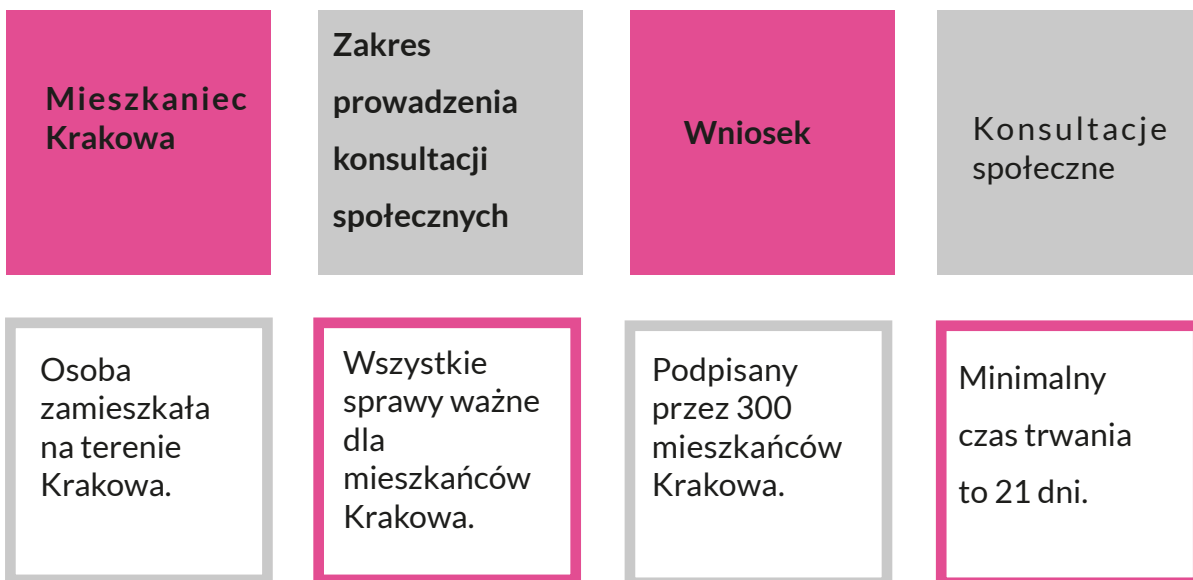 Mieszkaniec
Krakowa
Zakres
prowadzenia
konsultacji
społecznych
Wniosek
Konsultacje
społeczne
Osoba
zamieszkała
na terenie
Krakowa.
Wszystkie
sprawy ważne
dla
mieszkańców
Krakowa.
Podpisany
przez 300
mieszkańców
Krakowa.
Minimalny
czas trwania
to 21 dni.